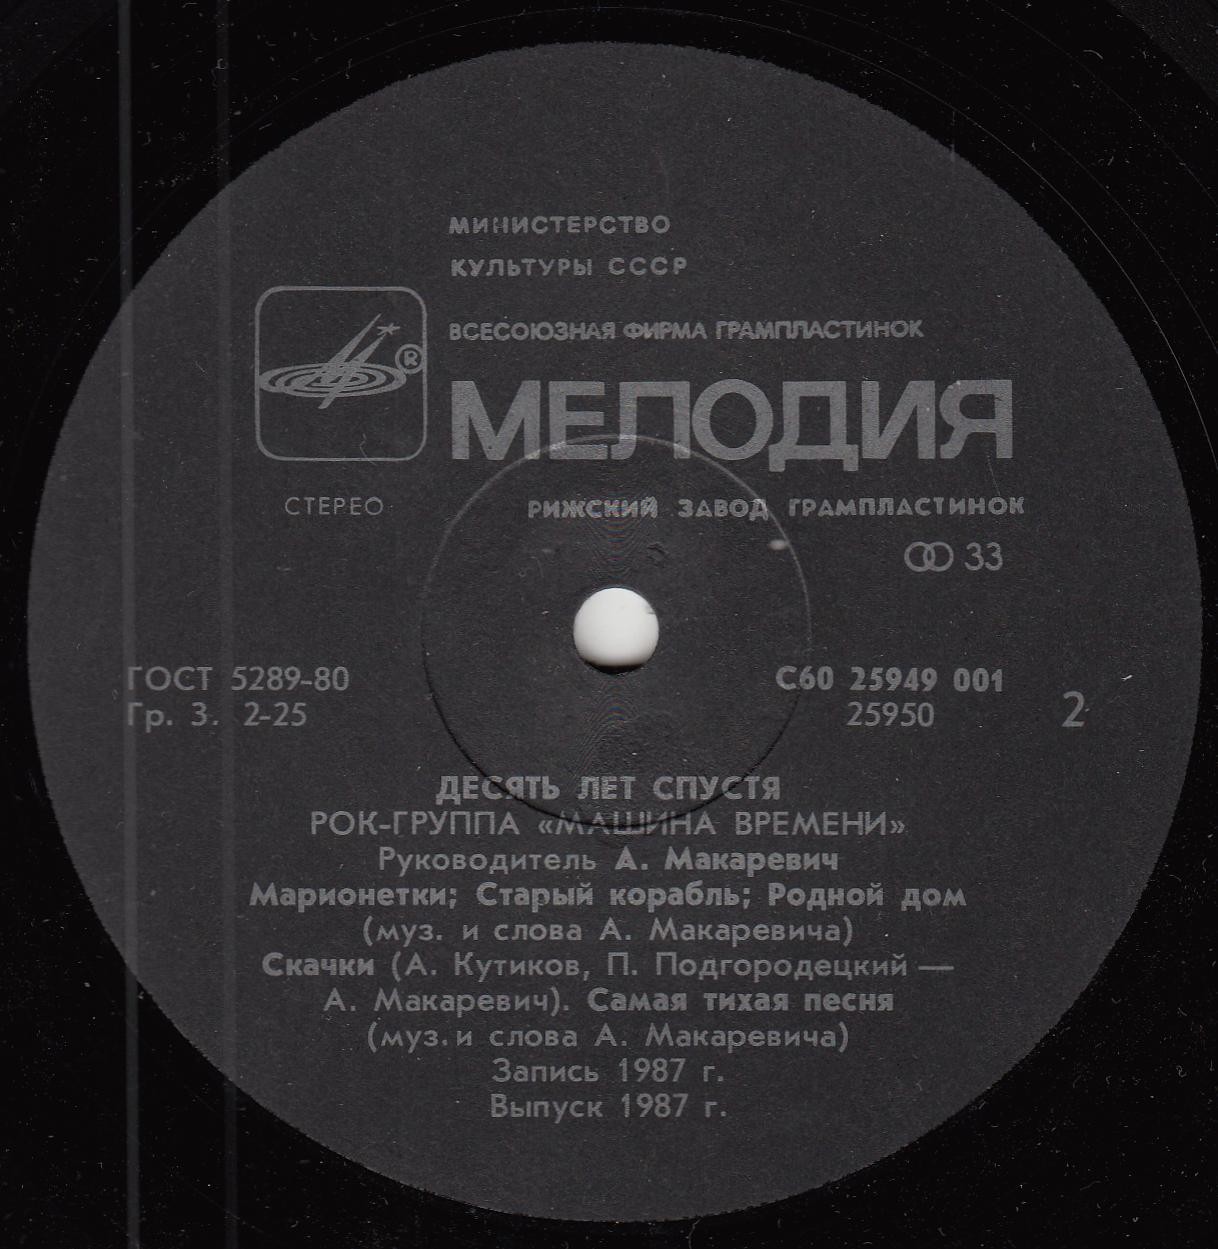 МИНИСТЕРСТВО
КУЛЬТУРЫ СССР
ВСЕСОЮЗНАЯ ФИРМА ГРАМПЛАСТИНОК
®
МЕЛОДИЯ
СТЕРЕО
РИЖСКИЙ ЗАВОД ГРАМПЛАСТИНОК
33
ГОСТ 5289-80
Гр. 3. 2-25
С60 25949 001
25950
2
ДЕСЯТЬ ЛЕТ СПУСТЯ
РОК-ГРУППА «МАШИНА ВРЕМЕНИ»
Руководитель А. Макаревич
Марионетки; Старый корабль; Родной дом
(муз. и слова А. Макаревича)
Скачки (А. Кутиков, П. Подгородецкий —
А. Макаревич). Самая тихая песня
(муз. и слова А. Макаревича)
Запись 1987 г.
Выпуск 1987 г.